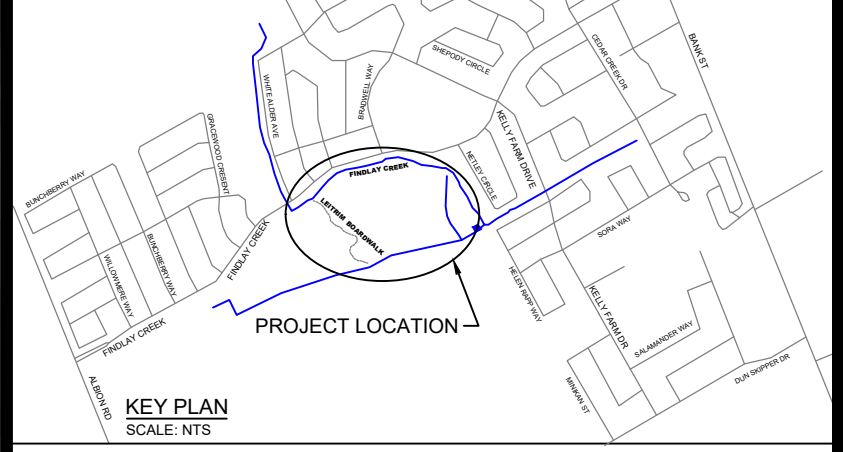 BANK ST
CEDAR CREEK DR
SHEPODY CIRCLE
BRADWELL WAY
WHITE ALDER AVE
GRACEWOOD CRESENT
KELLY FARM DRIVE
NETLEY CIRCLE
FINDLAY CREEK
BUNCHBERRY WAY
LEITRIM BOARDWALK
SORA WAY
FINDLAY CREEK
BUNCHBERRY WAY
WILLOWMERE WAY
HELEN RAPP WAY
KELLY FARM DR
PROJECT LOCATION
FINDLAY CREEK
SALAMANDER WAY
DUN SKIPPER DR
MINIKAN ST
ALBION RD
KEY PLAN
SCALE: NTS